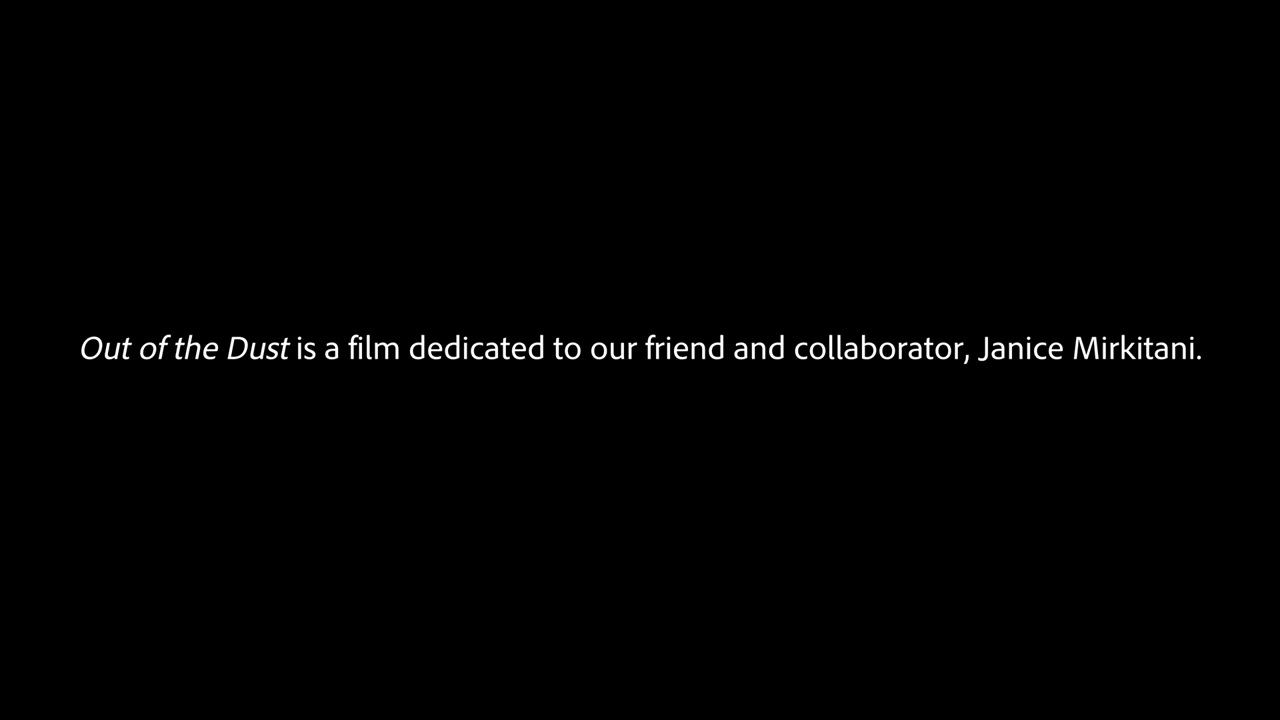 Out of the Dust is a film dedicated to our friend and collaborator, Janice Mirkitani.